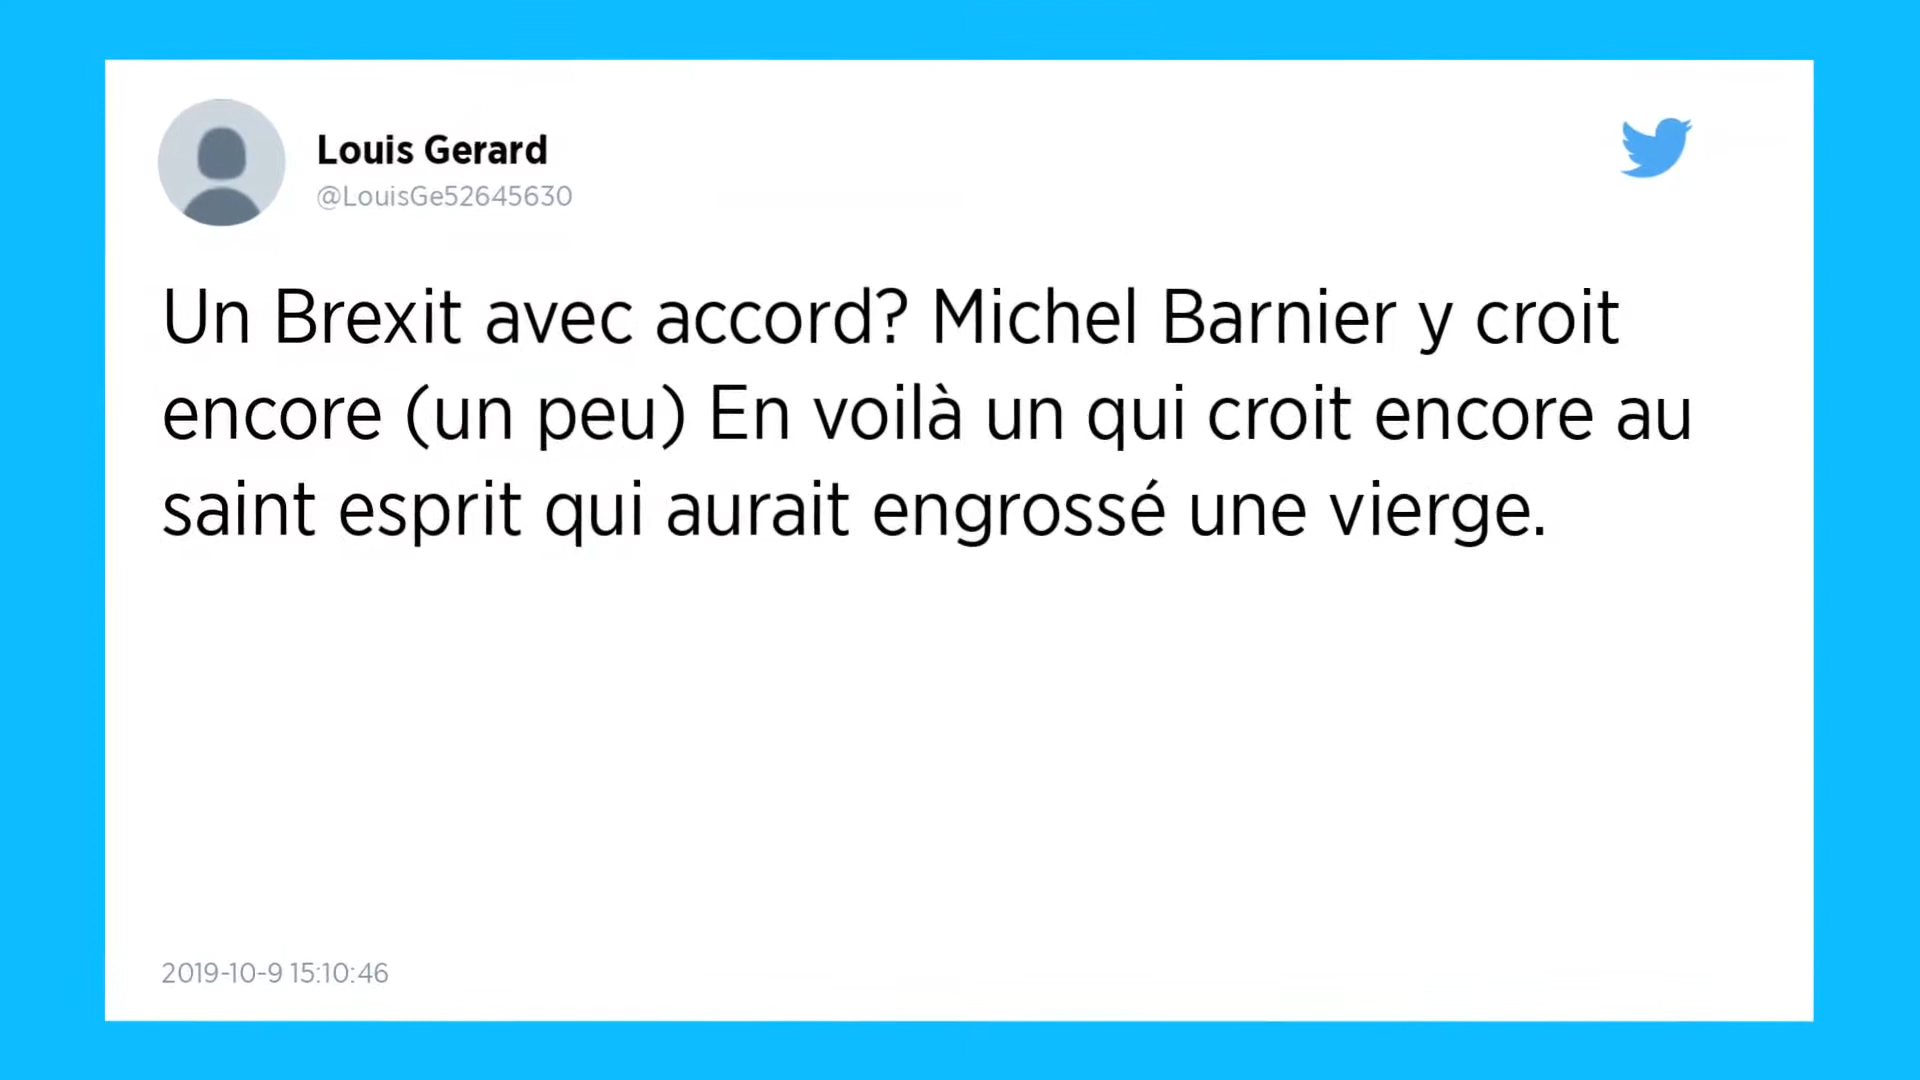 Louis Gerard
@LouisGe52645630
Un Brexit avec accord? Michel Barnier y croit
encore (un peu) En voilà un qui croit encore au
saint esprit qui aurait engrossé une vierge.
2019-10-9 15:10:46